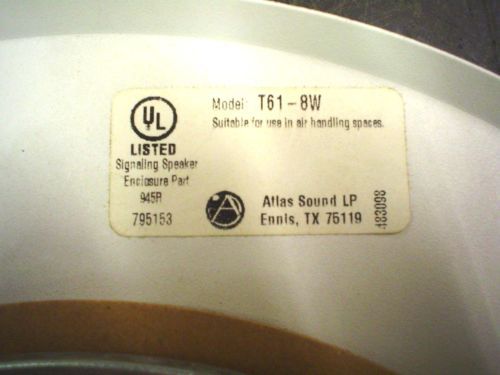 UL
LISTED
Signaling Speaker
Enclosure Part
945R
795153
Model: T61-8W
Suitable for use in air handling spaces.
Atlas Sound LP
Ennis, TX 75119
483098